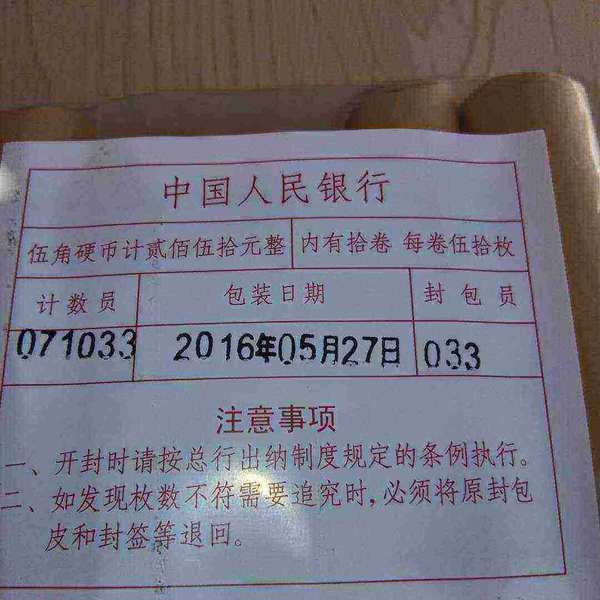 中国人民银行
伍角硬币计贰佰伍拾元整 内有拾卷 每卷伍拾枚
计数员 包装日期 封包员
071033 2016年05月27日 033
注意事项
一、开封时请按总行出纳制度规定的条例执行。
二、如发现枚数不符需要追究时,必须将原封包
皮和封签等退回。